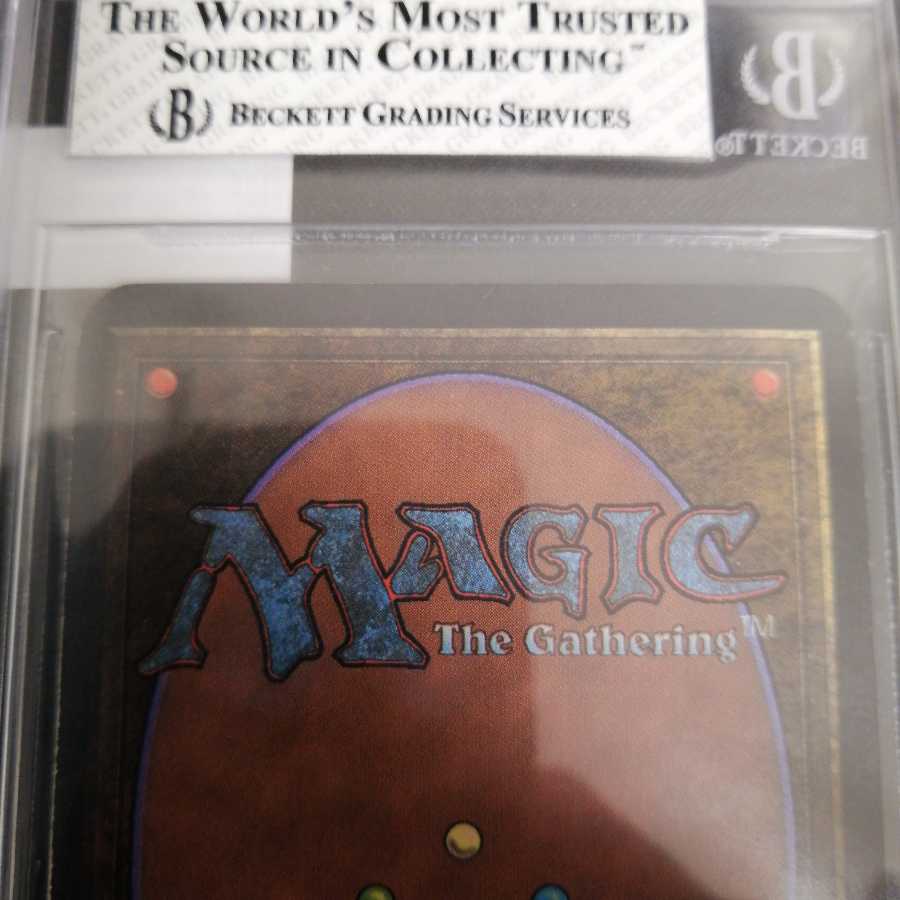 THE WORLD'S MOST TRUSTED
SOURCE IN COLLECTING™
B BECKETT GRADING SERVICES
B
BECKETT®
MAGIC
The Gathering™